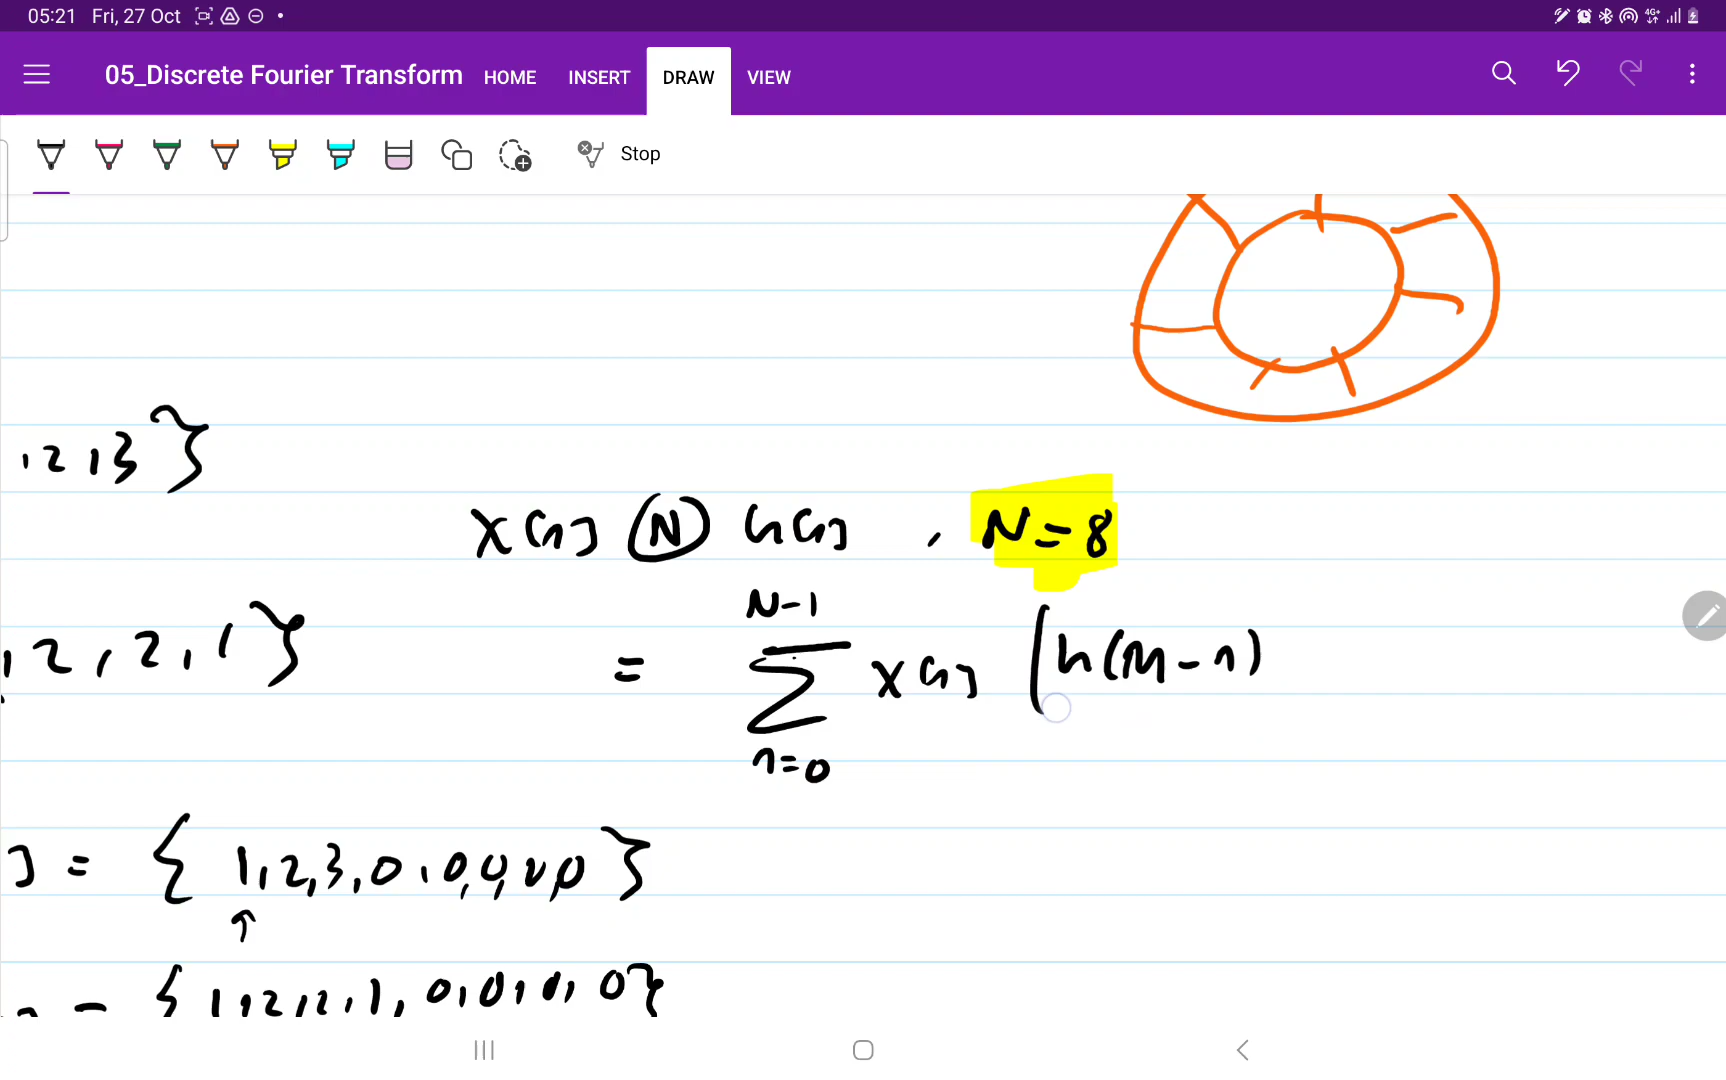 05:21 Fri, 27 Oct 4G+
05_Discrete Fourier Transform HOME INSERT DRAW VIEW
Stop
, 2, 3 }
x[n] Ⓝ h[n] , N=8
N-1
, 2, 2, 1 } = Σ x[n] [h(m-n)
n=0
] = { 1, 2, 3, 0, 0, 0, 0, 0 }
↑
= { 1, 2, 2, 1, 0, 0, 0, 0 }